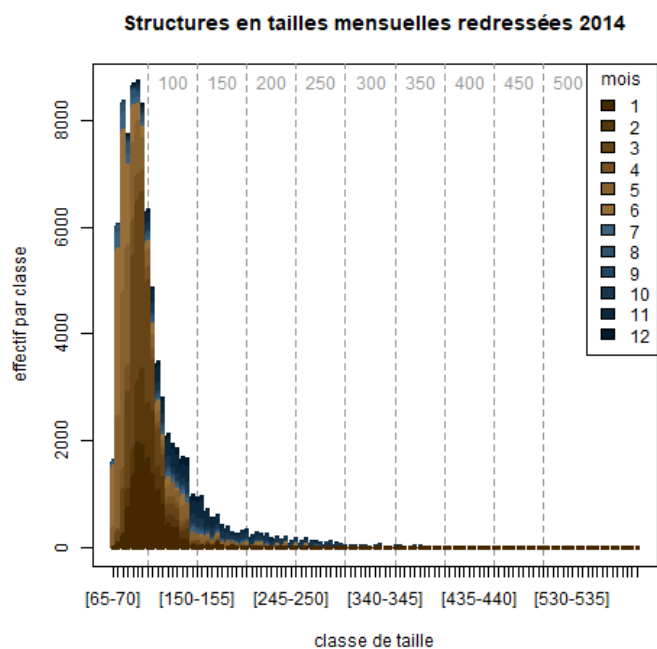 Structures en tailles mensuelles redressées 2014
100 150 200 250 300 350 400 450 500
mois
1
2
3
4
5
6
7
8
9
10
11
12
effectif par classe
8000
6000
4000
2000
0
[65-70] [150-155] [245-250] [340-345] [435-440] [530-535]
classe de taille